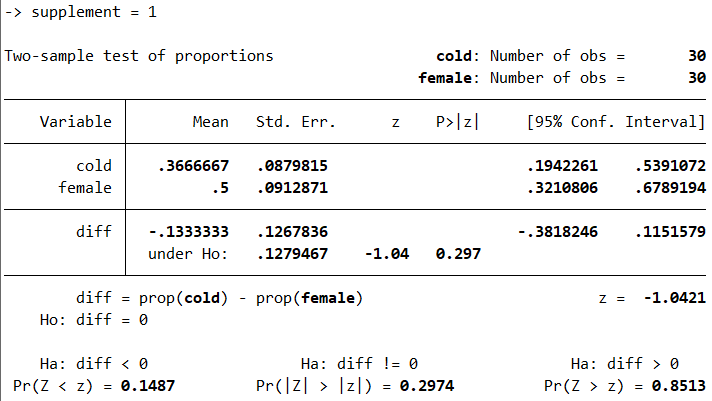 -> supplement = 1
Two-sample test of proportions cold: Number of obs = 30
female: Number of obs = 30
Variable Mean Std. Err. z P>|z| [95% Conf. Interval]
cold .3666667 .0879815 .1942261 .5391072
female .5 .0912871 .3210806 .6789194
diff -.1333333 .1267836 -.3818246 .1151579
under Ho: .1279467 -1.04 0.297
diff = prop(cold) - prop(female) z = -1.0421
Ho: diff = 0
Ha: diff < 0 Ha: diff != 0 Ha: diff > 0
Pr(Z < z) = 0.1487 Pr(|Z| > |z|) = 0.2974 Pr(Z > z) = 0.8513